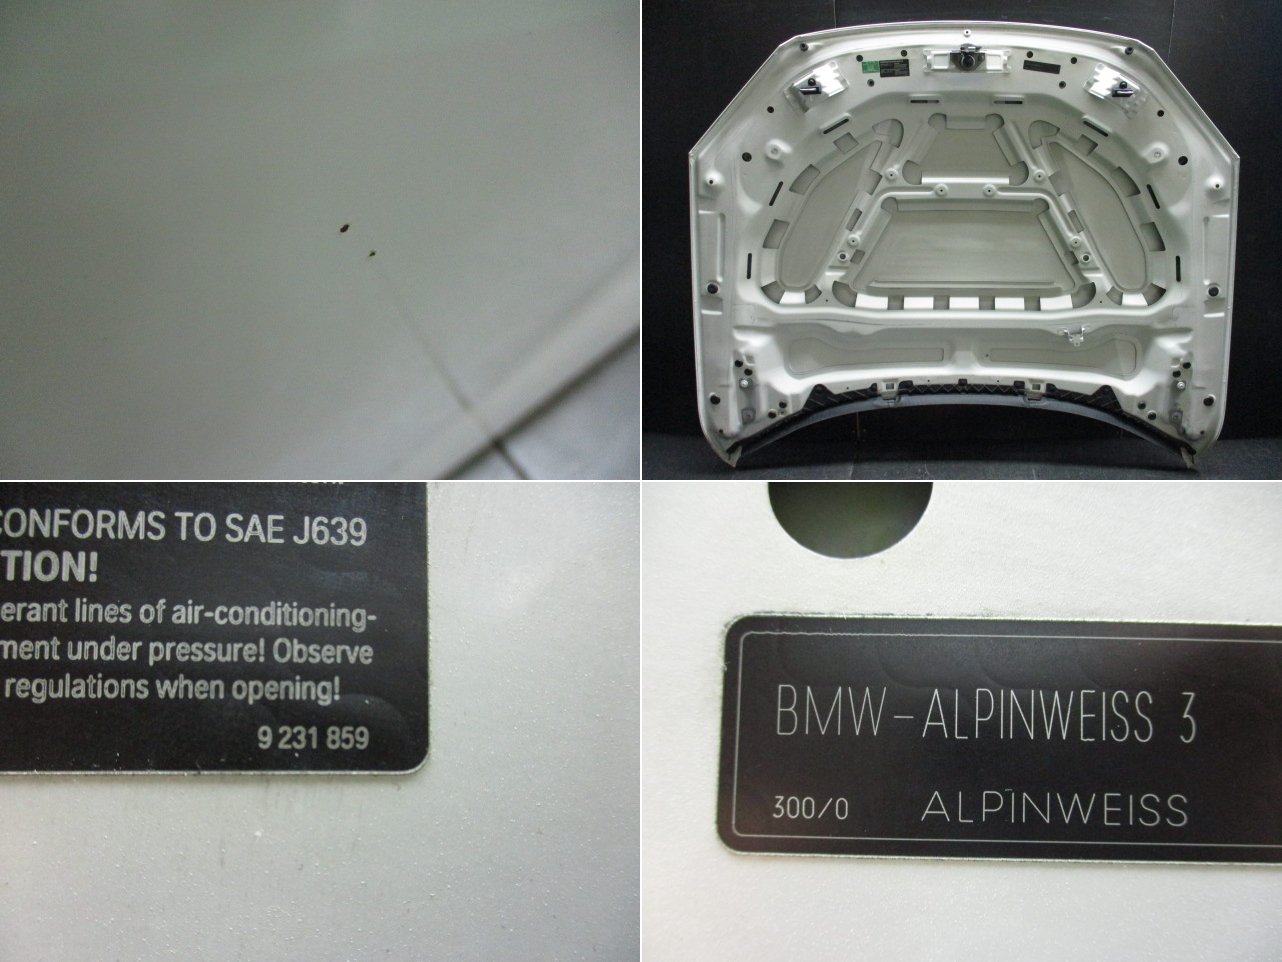 CONFORMS TO SAE J639
TION!
erant lines of air-conditioning-
ment under pressure! Observe
regulations when opening!
9 231 859
BMW-ALPINWEISS 3
300/0 ALPINWEISS